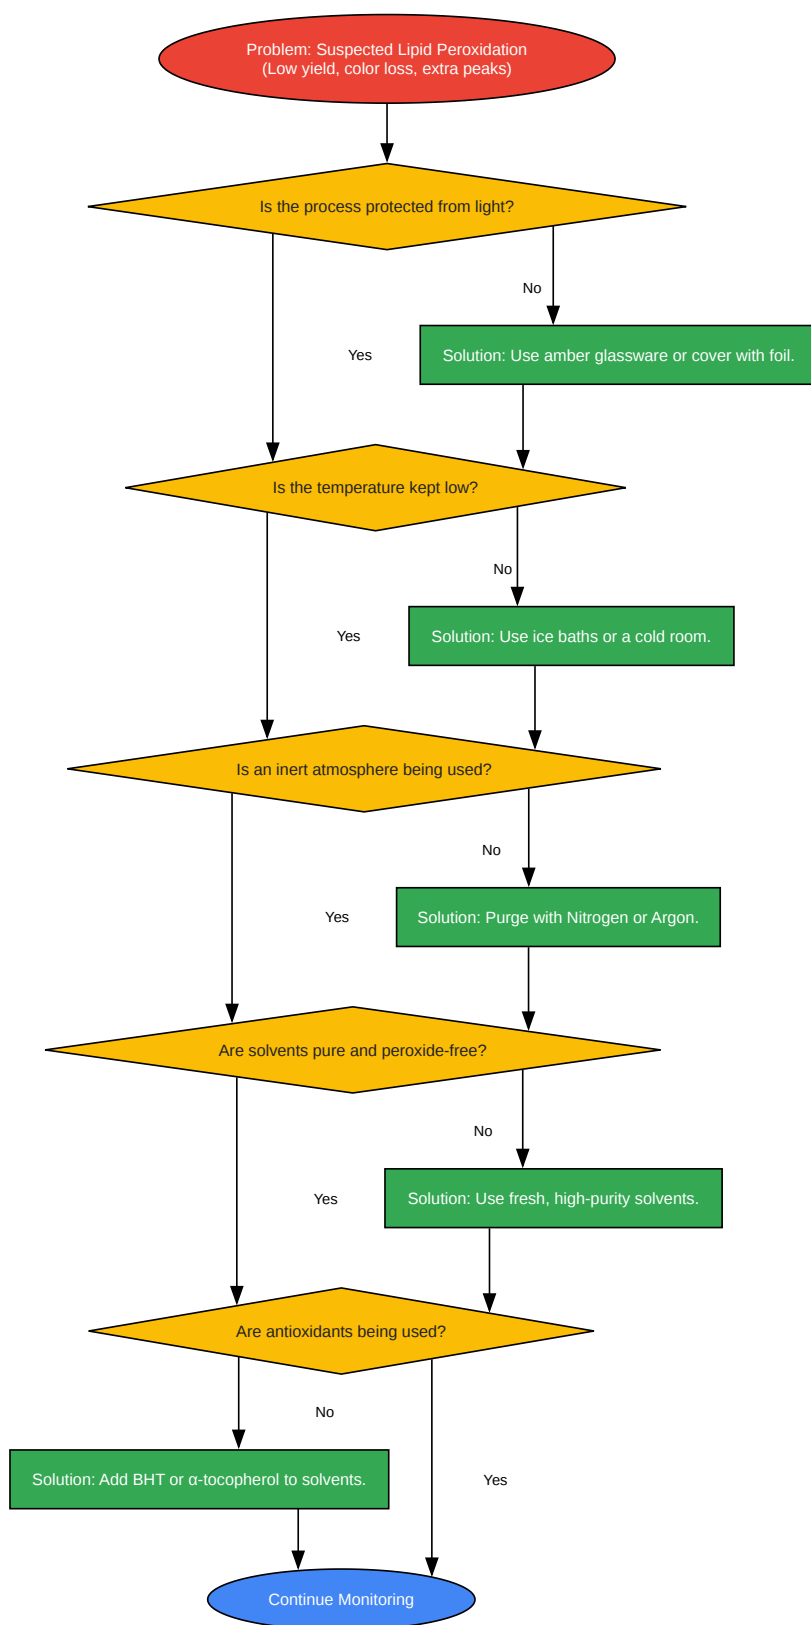 Problem: Suspected Lipid Peroxidation
(Low yield, color loss, extra peaks)
Is the process protected from light?
No
Yes
Solution: Use amber glassware or cover with foil.
Is the temperature kept low?
No
Yes
Solution: Use ice baths or a cold room.
Is an inert atmosphere being used?
No
Yes
Solution: Purge with Nitrogen or Argon.
Are solvents pure and peroxide-free?
No
Yes
Solution: Use fresh, high-purity solvents.
Are antioxidants being used?
No
Solution: Add BHT or α-tocopherol to solvents.
Yes
Continue Monitoring